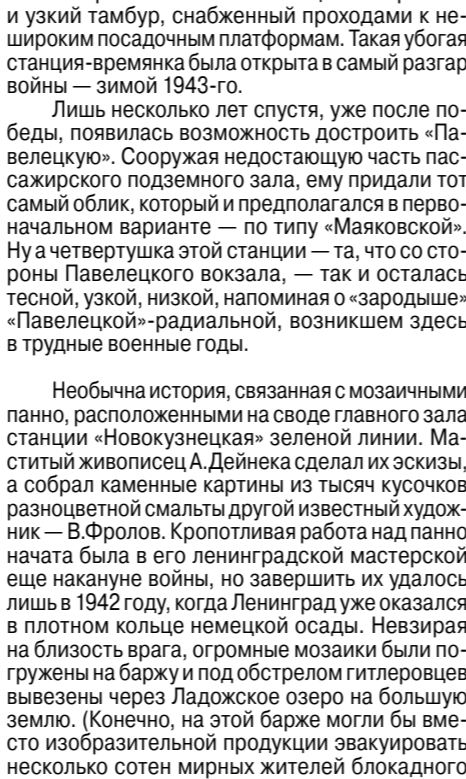 и узкий тамбур, снабженный проходами к не-
широким посадочным платформам. Такая убогая
станция-времянка была открыта в самый разгар
войны — зимой 1943-го.
Лишь несколько лет спустя, уже после по-
беды, появилась возможность достроить «Па-
велецкую». Сооружая недостающую часть пас-
сажирского подземного зала, ему придали тот
самый облик, который и предполагался в перво-
начальном варианте — по типу «Маяковской».
Ну а четвертушка этой станции — та, что со сто-
роны Павелецкого вокзала, — так и осталась
тесной, узкой, низкой, напоминая о «зародыше»
«Павелецкой»-радиальной, возникшем здесь
в трудные военные годы.
Необычна история, связанная с мозаичными
панно, расположенными на своде главного зала
станции «Новокузнецкая» зеленой линии. Ма-
ститый живописец А.Дейнека сделал их эскизы,
а собрал каменные картины из тысяч кусочков
разноцветной смальты другой известный худож-
ник — В.Фролов. Кропотливая работа над панно
начата была в его ленинградской мастерской
еще накануне войны, но завершить их удалось
лишь в 1942 году, когда Ленинград уже оказался
в плотном кольце немецкой осады. Невзирая
на близость врага, огромные мозаики были по-
гружены на баржу и под обстрелом гитлеровцев
вывезены через Ладожское озеро на большую
землю. (Конечно, на этой барже могли бы вме-
сто изобразительной продукции эвакуировать
несколько сотен мирных жителей блокадного